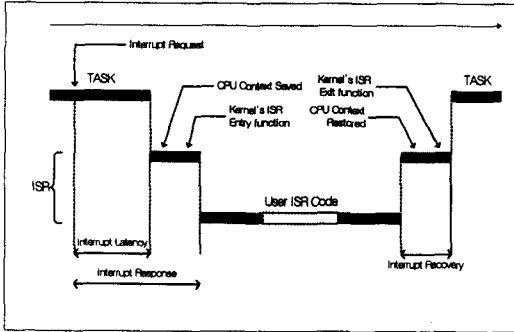 Interrupt Request
TASK
CPU Context Saved
Kernel's ISR
Entry function
Kernel's ISR
Exit function
CPU Context
Restored
TASK
ISR
User ISR Code
Interrupt Latency
Interrupt Response
Interrupt Recovery